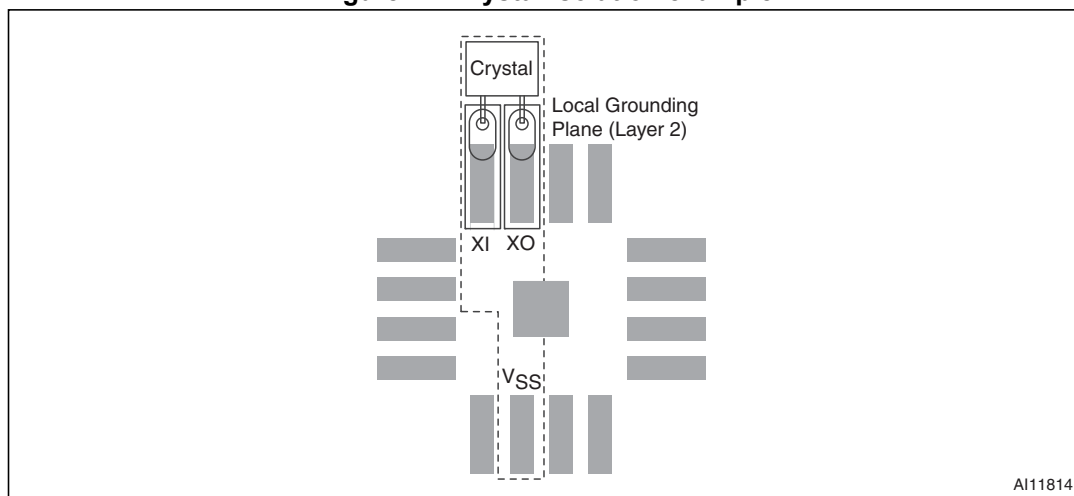 Crystal
Local Grounding
Plane (Layer 2)
XI XO
VSS
AI11814